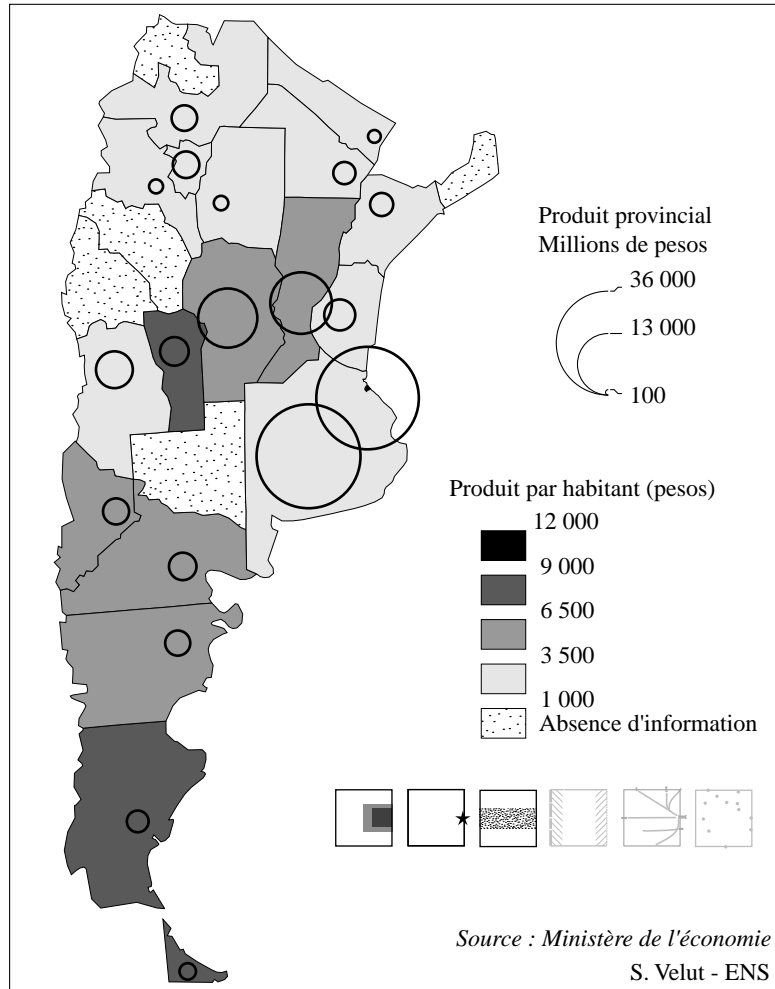 Produit provincial
Millions de pesos
36 000
13 000
100
Produit par habitant (pesos)
12 000
9 000
6 500
3 500
1 000
Absence d'information
Source : Ministère de l'économie
S. Velut - ENS